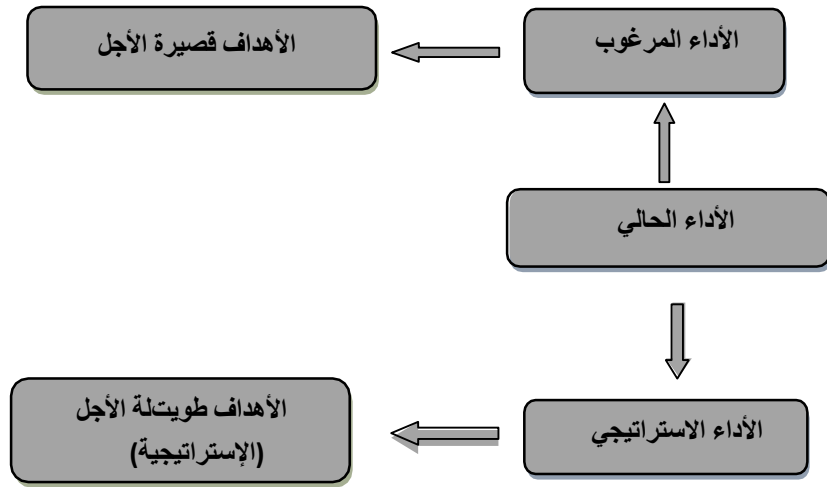 الأداء المرغوب
الأهداف قصيرة الأجل
الأداء الحالي
الأداء الاستراتيجي
الأهداف طويتلة الأجل
(الإستراتيجية)